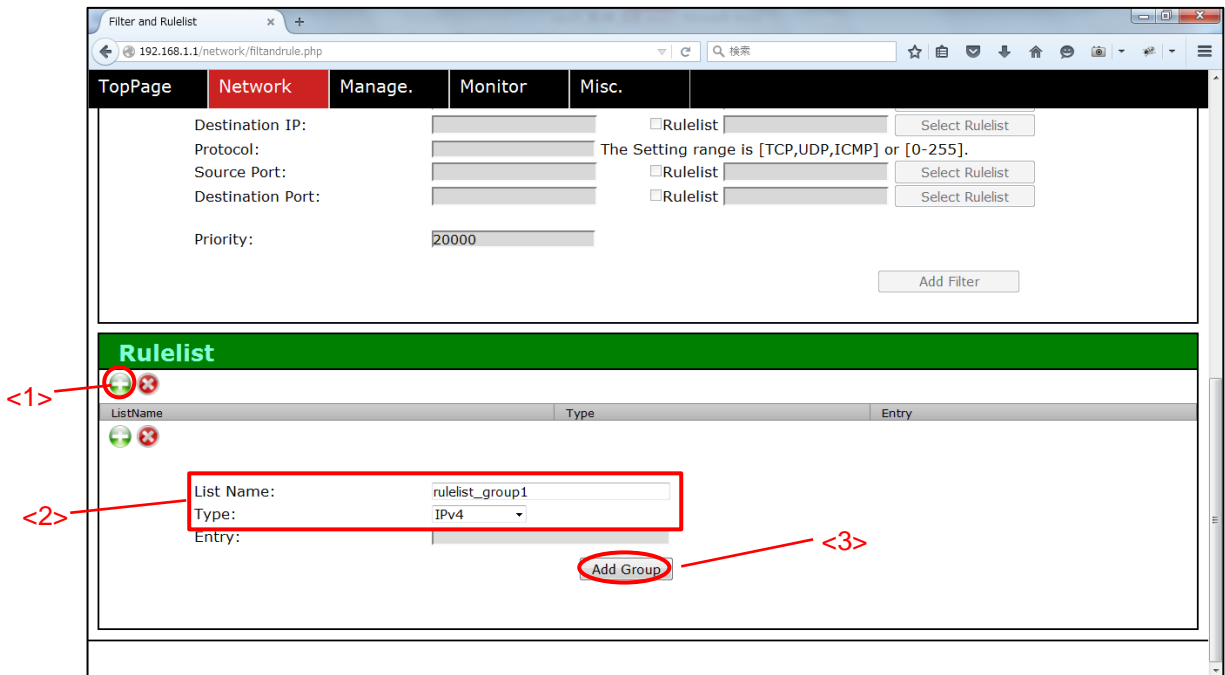 Filter and Rulelist × +
192.168.1.1/network/filtandrule.php 検索
TopPage Network Manage. Monitor Misc.
Destination IP: Rulelist Select Rulelist
Protocol: The Setting range is [TCP,UDP,ICMP] or [0-255].
Source Port: Rulelist Select Rulelist
Destination Port: Rulelist Select Rulelist
Priority: 20000
Add Filter
Rulelist
<1>
ListName Type Entry
List Name: rulelist_group1
<2>
Type: IPv4
Entry:
<3>
Add Group